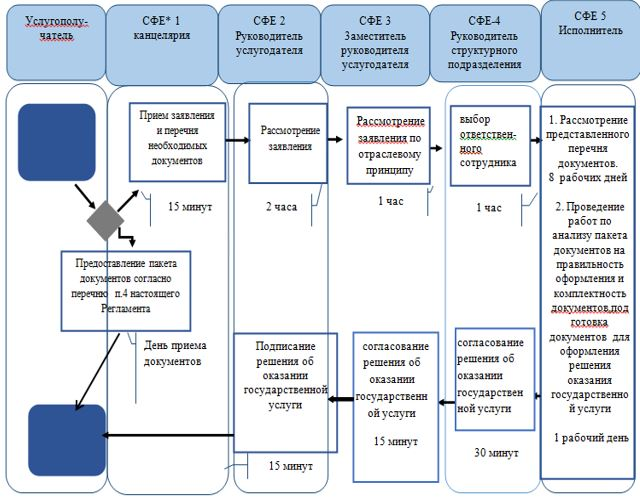 Услугополу-
чатель
СФЕ* 1
канцелярия
СФЕ 2
Руководитель
услугодателя
СФЕ 3
Заместитель
руководителя
услугодателя
СФЕ-4
Руководитель
структурного
подразделения
СФЕ 5
Исполнитель
Прием заявления
и перечня
необходимых
документов
15 минут
Рассмотрение
заявления
2 часа
Рассмотрение
заявления по
отраслевому
принципу
1 час
выбор
ответствен-
ного
сотрудника
1 час
1. Рассмотрение
представленного
перечня
документов.
8 рабочих дней
2. Проведение
работ по
анализу пакета
документов на
правильность
оформления и
комплектность
документов,под
готовка
документов для
оформления
решения
оказания
государственно
й услуги
1 рабочий день
Предоставление пакета
документов согласно
перечню п.4 настоящего
Регламента
День приема
документов
Подписание
решения об
оказании
государственной
услуги
15 минут
согласование
решения об
оказании
государствен
ной услуги
15 минут
согласование
решения об
оказании
государствен
ной услуги
30 минут